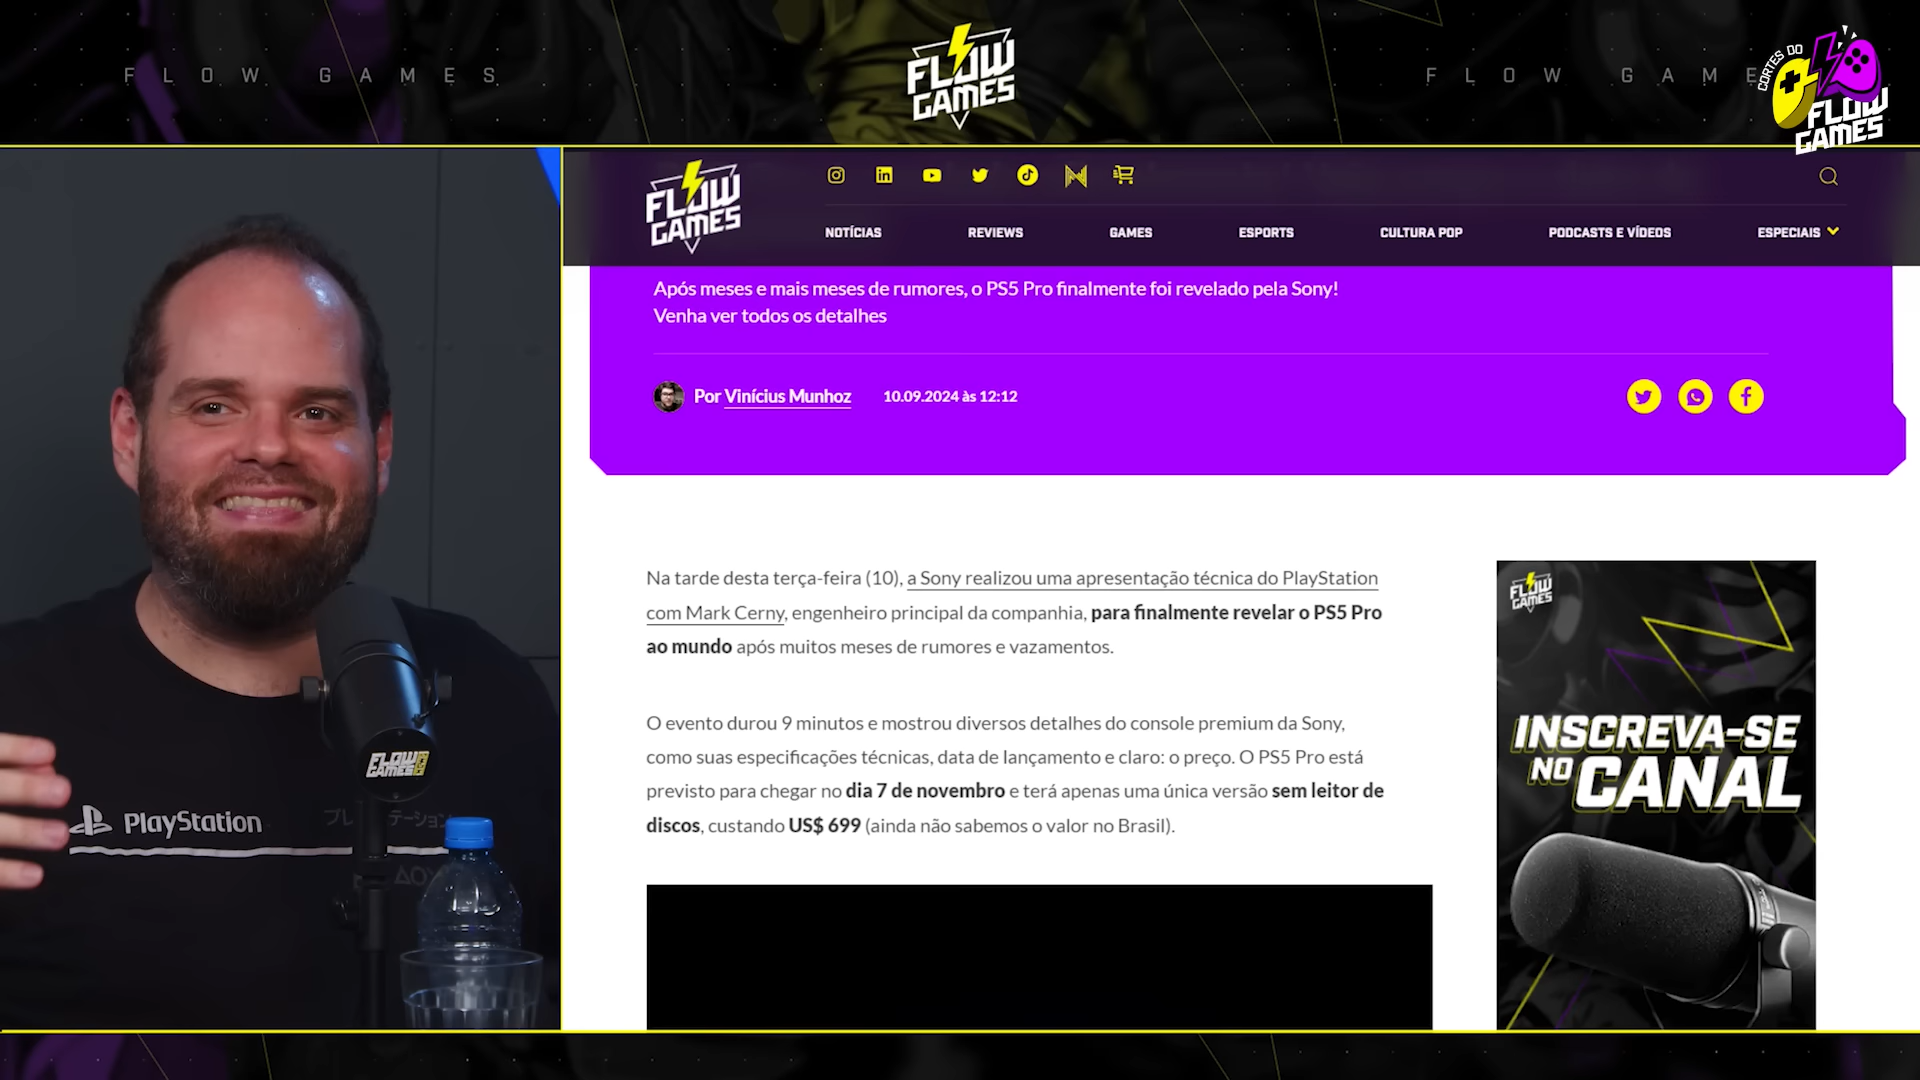 FLOW GAMES
FLOW
GAMES
FLOW GAME
CORTES DO
FLOW
GAMES
FLOW
GAMES
NOTÍCIAS
REVIEWS
GAMES
ESPORTS
CULTURA POP
PODCASTS E VÍDEOS
ESPECIAIS
Após meses e mais meses de rumores, o PS5 Pro finalmente foi revelado pela Sony!
Venha ver todos os detalhes
Por Vinícius Munhoz
10.09.2024 às 12:12
Na tarde desta terça-feira (10), a Sony realizou uma apresentação técnica do PlayStation
com Mark Cerny, engenheiro principal da companhia, para finalmente revelar o PS5 Pro
ao mundo após muitos meses de rumores e vazamentos.
O evento durou 9 minutos e mostrou diversos detalhes do console premium da Sony,
como suas especificações técnicas, data de lançamento e claro: o preço. O PS5 Pro está
previsto para chegar no dia 7 de novembro e terá apenas uma única versão sem leitor de
discos, custando US$ 699 (ainda não sabemos o valor no Brasil).
FLOW
GAMES
INSCREVA-SE
NO CANAL
FLOW
GAMES
PlayStation